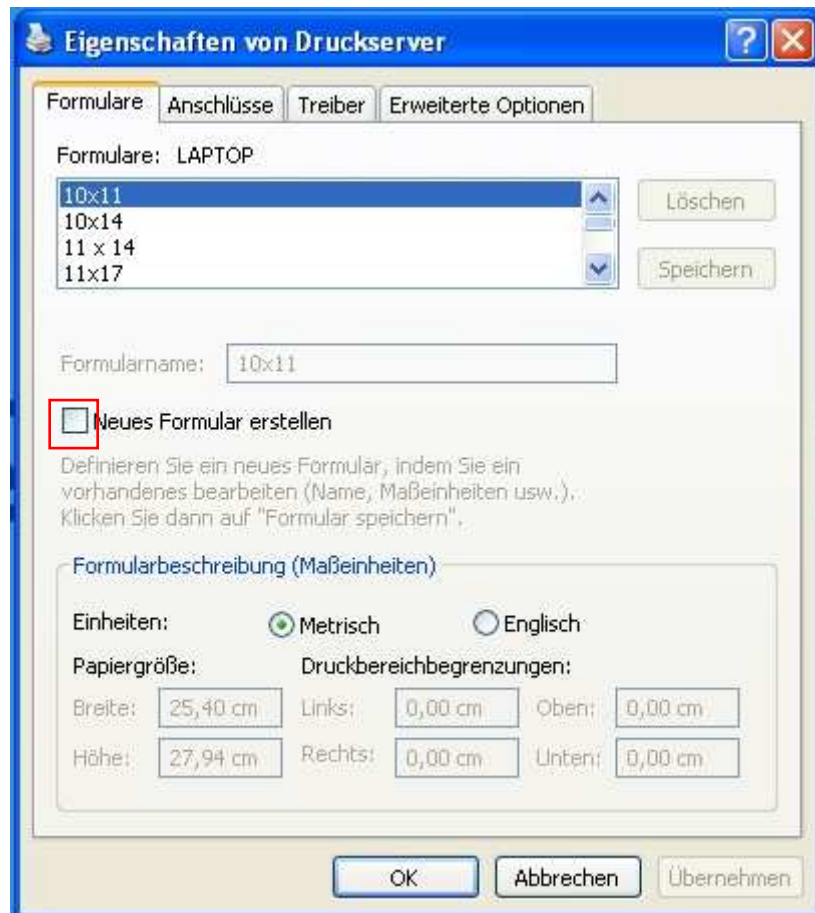 Eigenschaften von Druckserver
Formulare Anschlüsse Treiber Erweiterte Optionen
Formulare: LAPTOP
10x11
10x14
11 x 14
11x17
Löschen
Speichern
Formularname: 10x11
Neues Formular erstellen
Definieren Sie ein neues Formular, indem Sie ein
vorhandenes bearbeiten (Name, Maßeinheiten usw.).
Klicken Sie dann auf "Formular speichern".
Formularbeschreibung (Maßeinheiten)
Einheiten: Metrisch Englisch
Papiergröße: Druckbereichbegrenzungen:
Breite: 25,40 cm Links: 0,00 cm Oben: 0,00 cm
Höhe: 27,94 cm Rechts: 0,00 cm Unten: 0,00 cm
OK Abbrechen Übernehmen